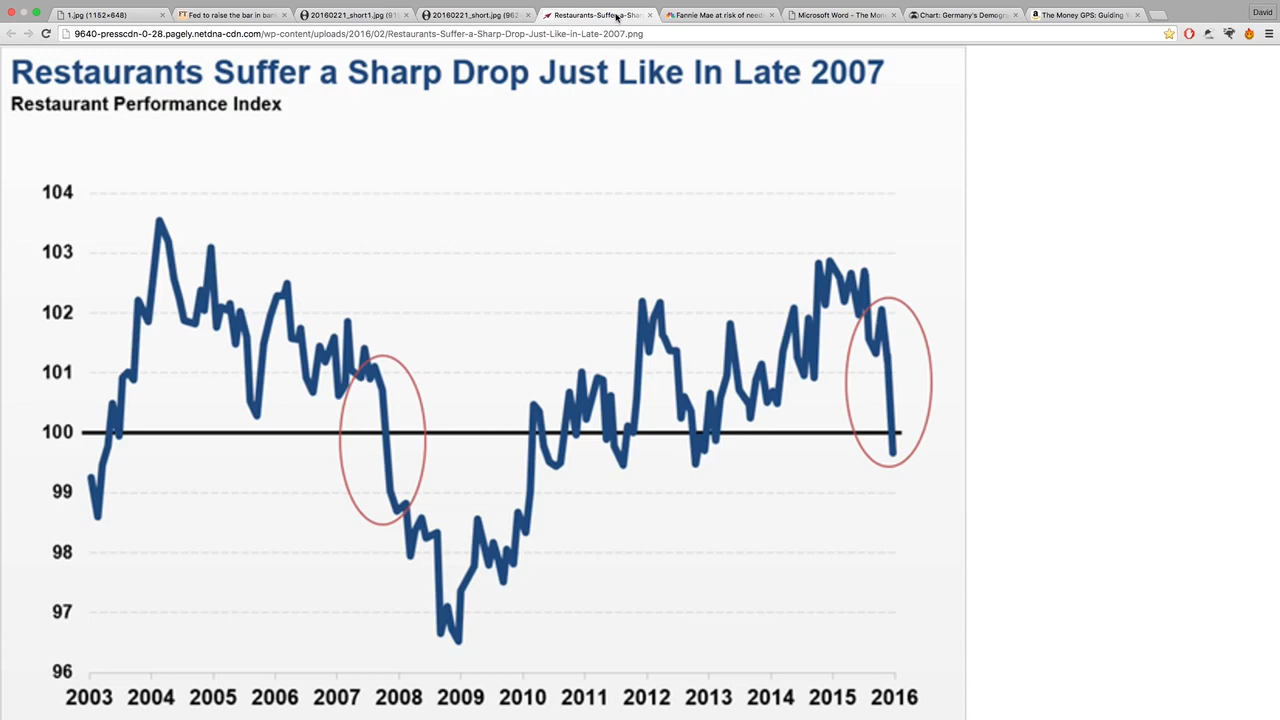 1.jpg (1152×648)
Fed to raise the bar in ban
20160221_short1.jpg (91
20160221_short.jpg (962
Restaurants-Suffer-a-Shar
Fannie Mae at risk of need
Microsoft Word - The Mon
Chart: Germany's Demogr
The Money GPS: Guiding Y
David
9640-presscdn-0-28.pagely.netdna-cdn.com/wp-content/uploads/2016/02/Restaurants-Suffer-a-Sharp-Drop-Just-Like-in-Late-2007.png
Restaurants Suffer a Sharp Drop Just Like In Late 2007
Restaurant Performance Index
104
103
102
101
100
99
98
97
96
2003 2004 2005 2006 2007 2008 2009 2010 2011 2012 2013 2014 2015 2016